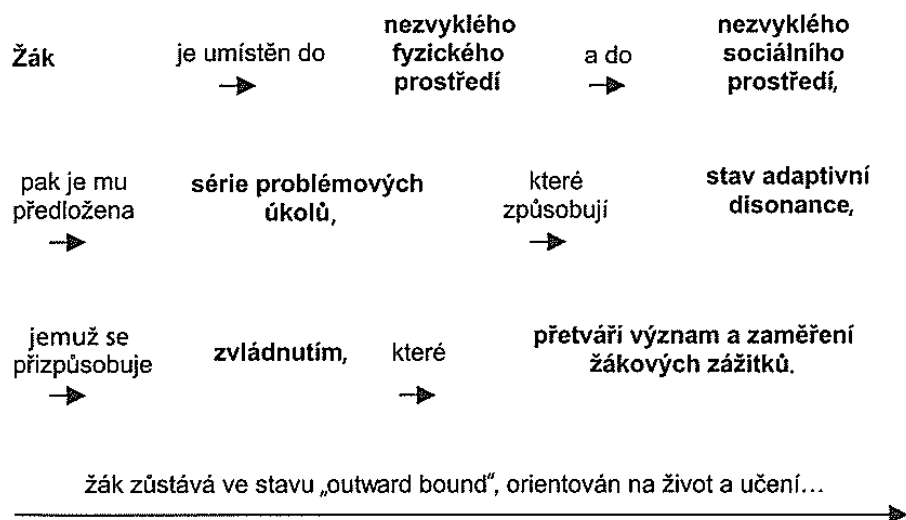 Žák je umístěn do nezvyklého fyzického prostředí a do nezvyklého sociálního prostředí,
pak je mu předložena série problémových úkolů, které způsobují stav adaptivní disonance,
jemuž se přizpůsobuje zvládnutím, které přetváří význam a zaměření žákových zážitků.
žák zůstává ve stavu „outward bound", orientován na život a učení...